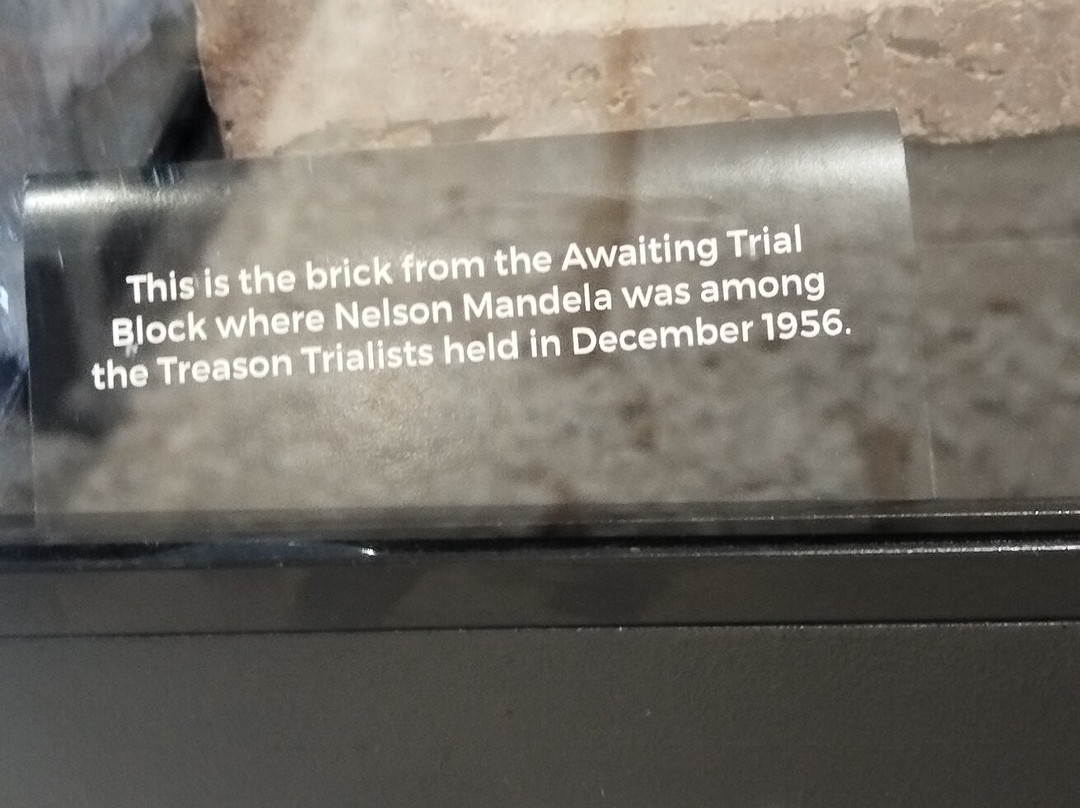 This is the brick from the Awaiting Trial
Block where Nelson Mandela was among
the Treason Trialists held in December 1956.